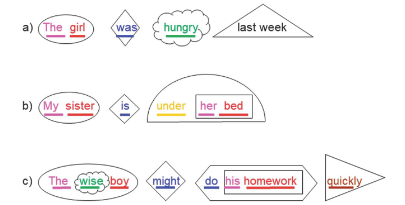 a) The girl was hungry last week
b) My sister is under her bed
c) The wise boy might do his homework quickly